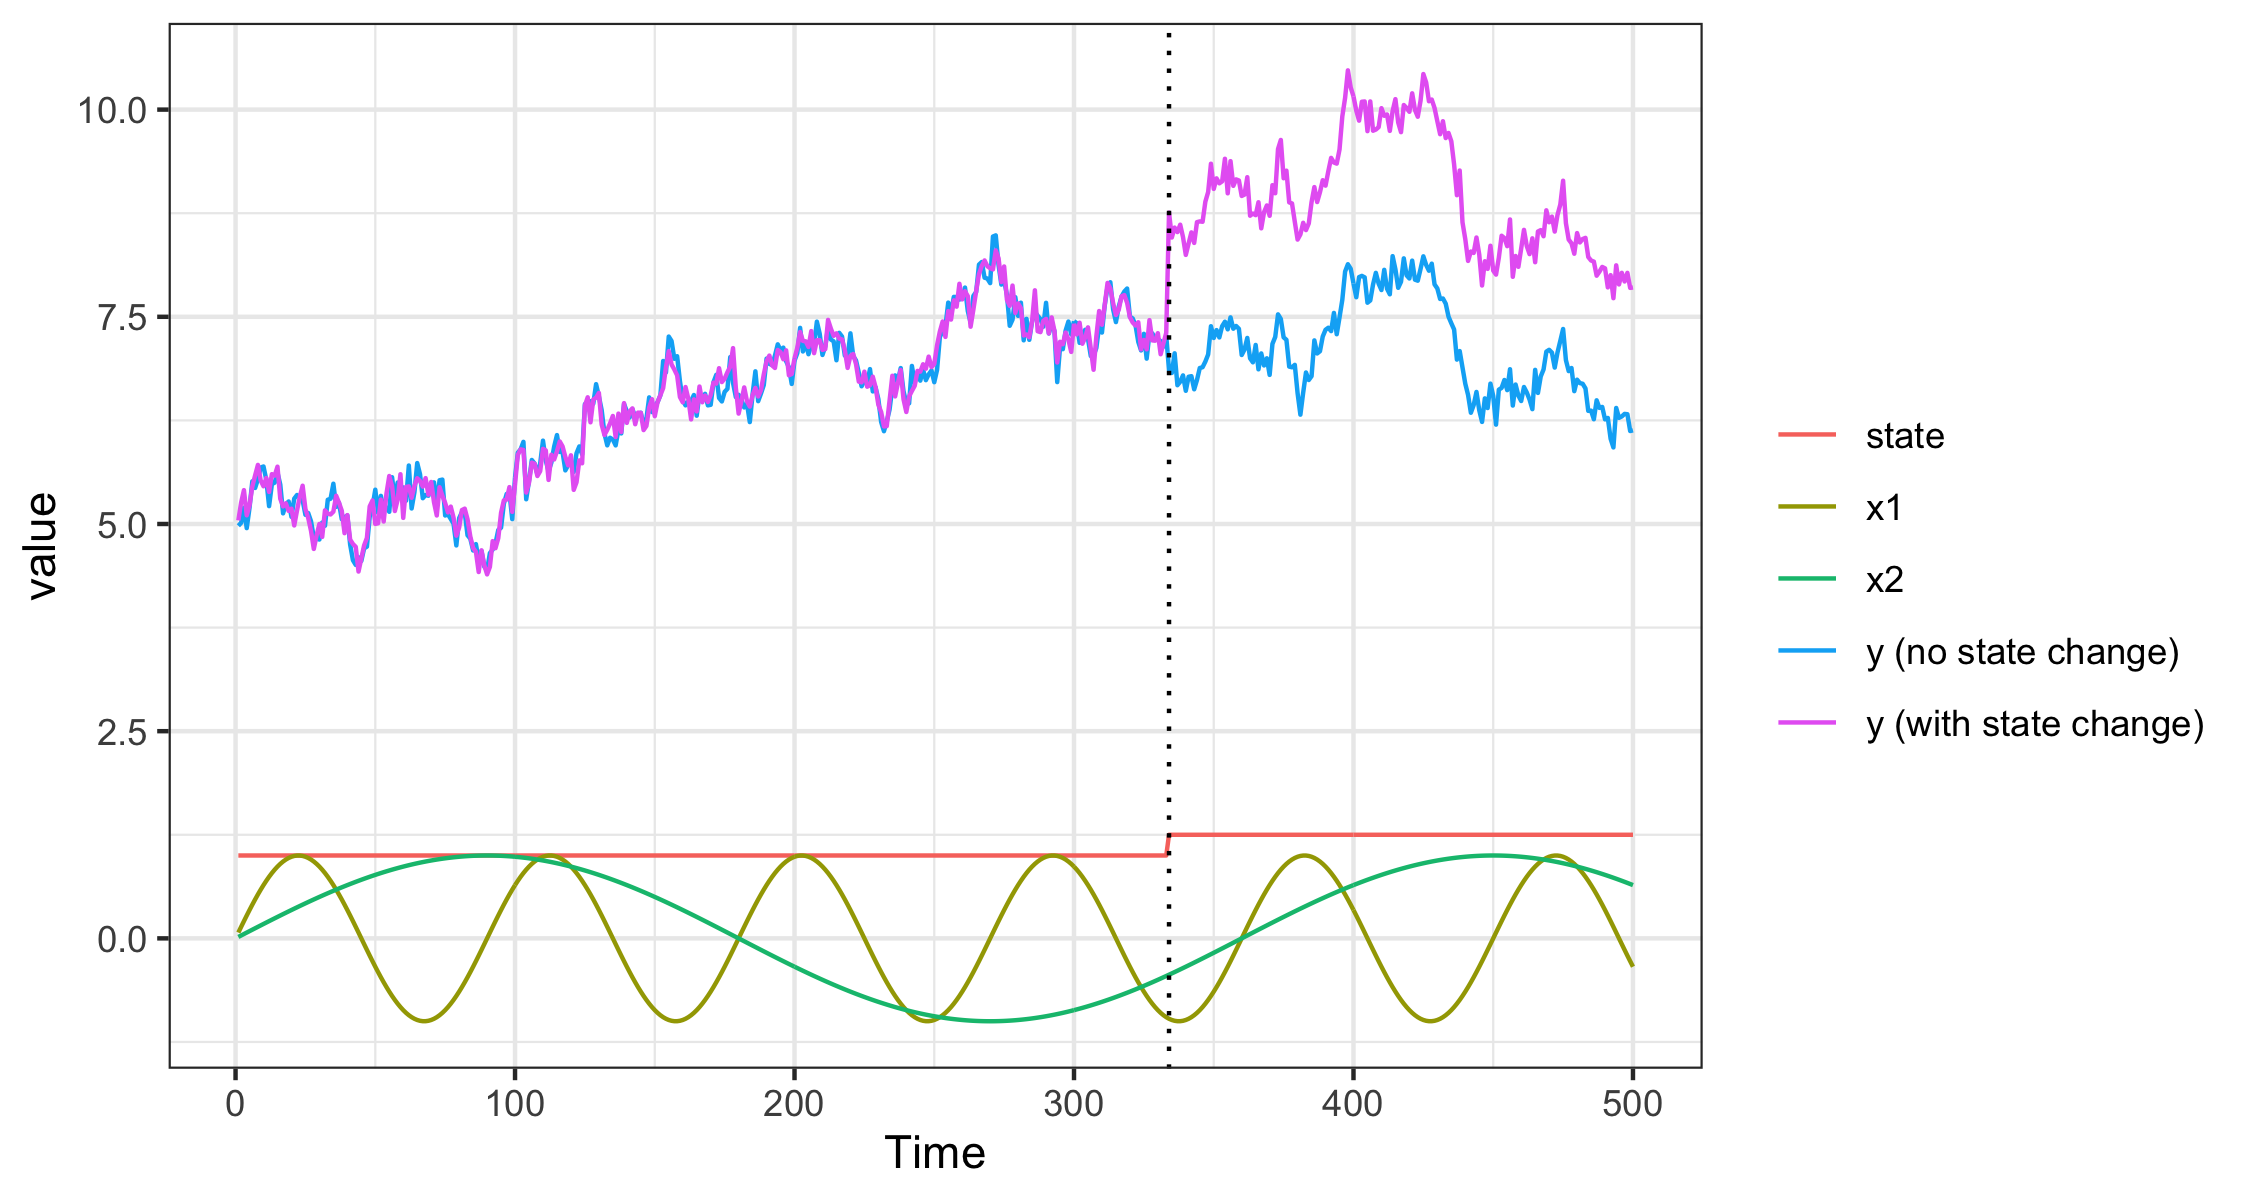 10.0
7.5
5.0
2.5
0.0
value
0 100 200 300 400 500
Time
state
x1
x2
y (no state change)
y (with state change)